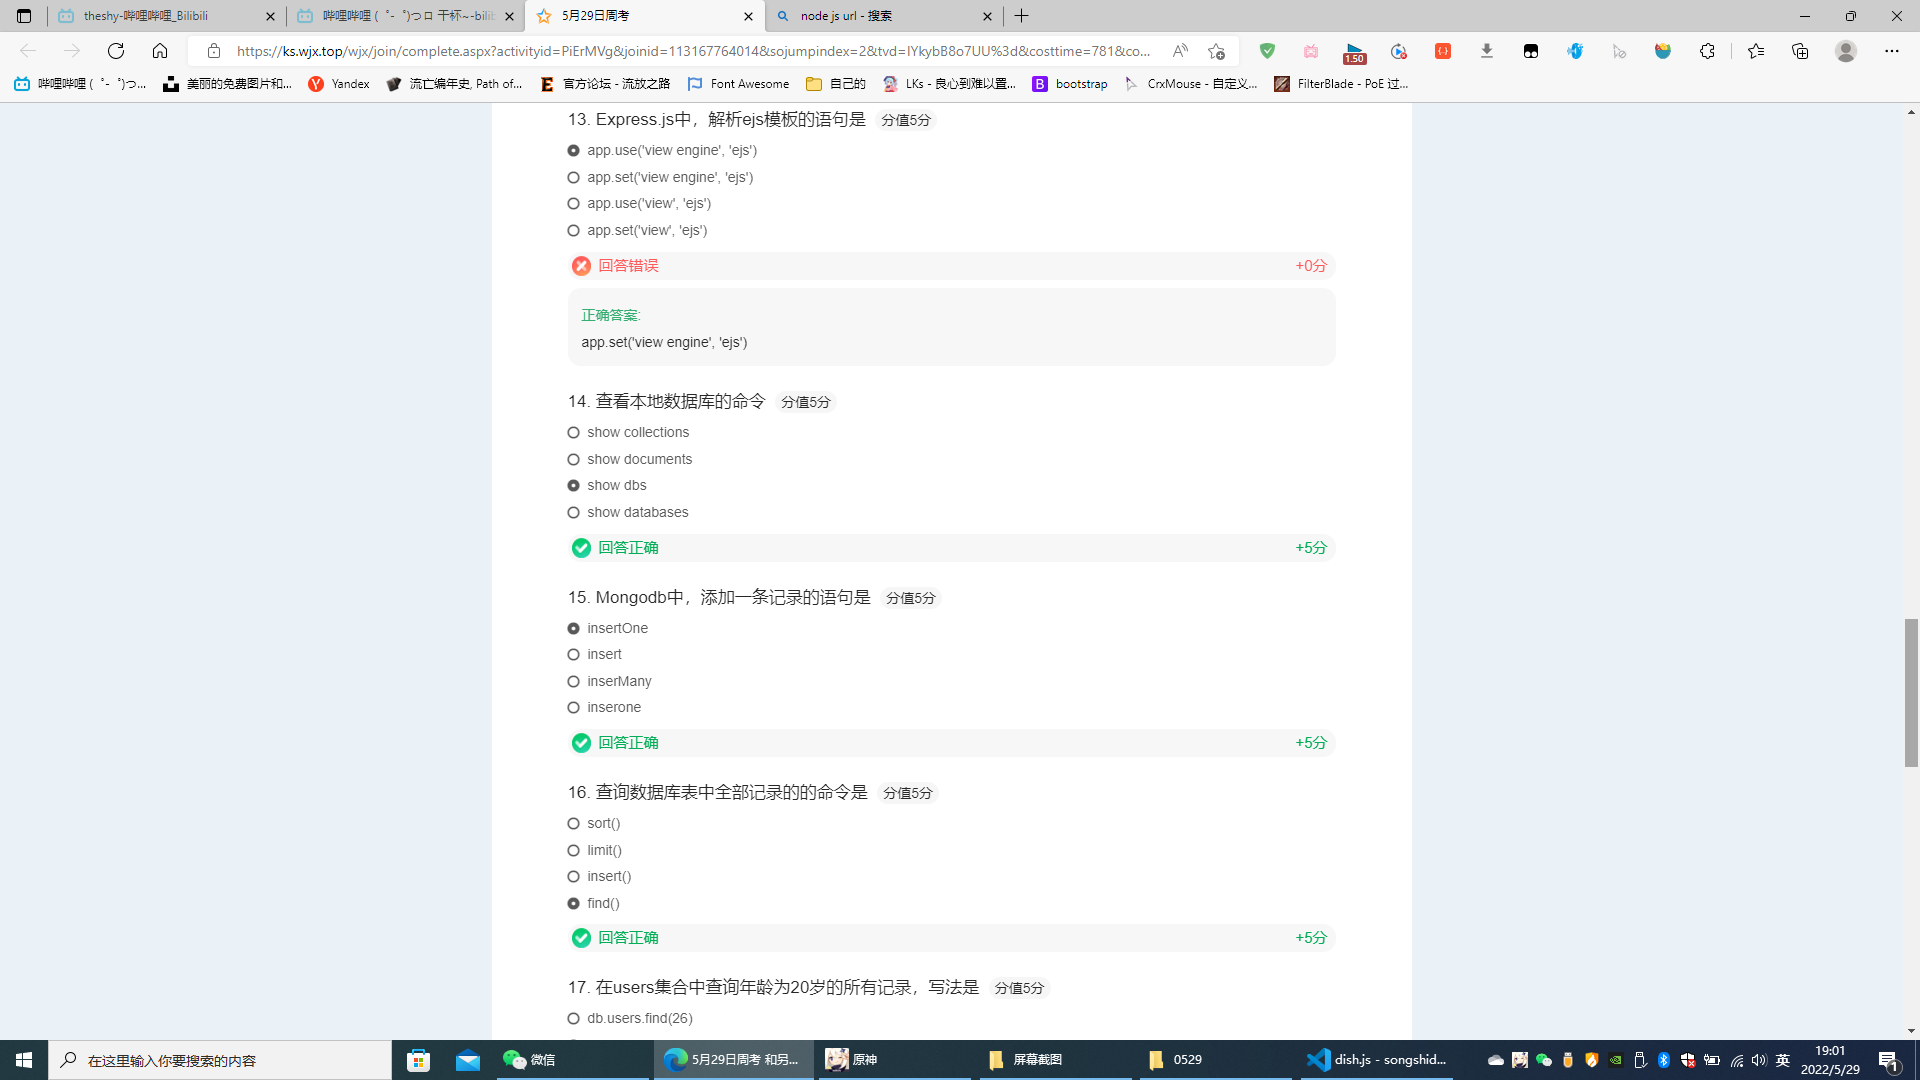 theshy-哔哩哔哩_Bilibili
哔哩哔哩 (゜-゜)つロ 干杯~-bilib
5月29日周考
node js url - 搜索
https://ks.wjx.top/wjx/join/complete.aspx?activityid=PiErMVg&joinid=113167764014&sojumpindex=2&tvd=IYkybB8o7UU%3d&costtime=781&co...
1.50
哔哩哔哩 (゜-゜)つ...
美丽的免费图片和...
Yandex
流亡编年史, Path of...
官方论坛 - 流放之路
Font Awesome
自己的
LKs - 良心到难以置...
bootstrap
CrxMouse - 自定义...
FilterBlade - PoE 过...
13. Express.js中，解析ejs模板的语句是 分值5分
app.use('view engine', 'ejs')
app.set('view engine', 'ejs')
app.use('view', 'ejs')
app.set('view', 'ejs')
回答错误 +0分
正确答案:
app.set('view engine', 'ejs')
14. 查看本地数据库的命令 分值5分
show collections
show documents
show dbs
show databases
回答正确 +5分
15. Mongodb中，添加一条记录的语句是 分值5分
insertOne
insert
inserMany
inserone
回答正确 +5分
16. 查询数据库表中全部记录的的命令是 分值5分
sort()
limit()
insert()
find()
回答正确 +5分
17. 在users集合中查询年龄为20岁的所有记录，写法是 分值5分
db.users.find(26)
在这里输入你要搜索的内容
微信
5月29日周考 和另...
原神
屏幕截图
0529
dish.js - songshid...
英
19:01
2022/5/29
1